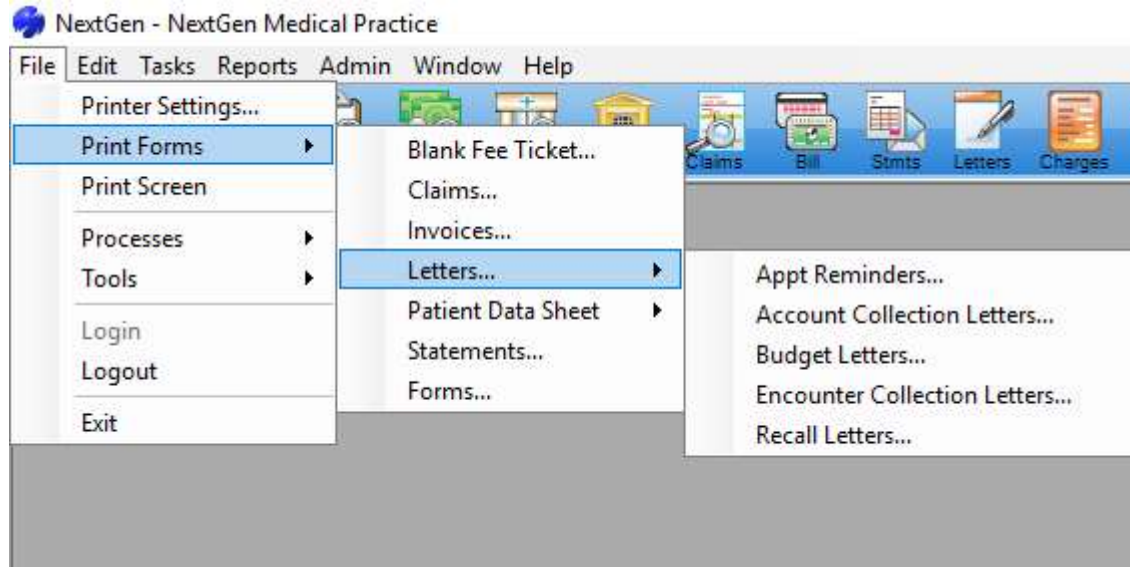 NextGen - NextGen Medical Practice
File Edit Tasks Reports Admin Window Help
Claims Bill Stmts Letters Charges
Printer Settings...
Print Forms
Print Screen
Processes
Tools
Login
Logout
Exit
Blank Fee Ticket...
Claims...
Invoices...
Letters...
Patient Data Sheet
Statements...
Forms...
Appt Reminders...
Account Collection Letters...
Budget Letters...
Encounter Collection Letters...
Recall Letters...